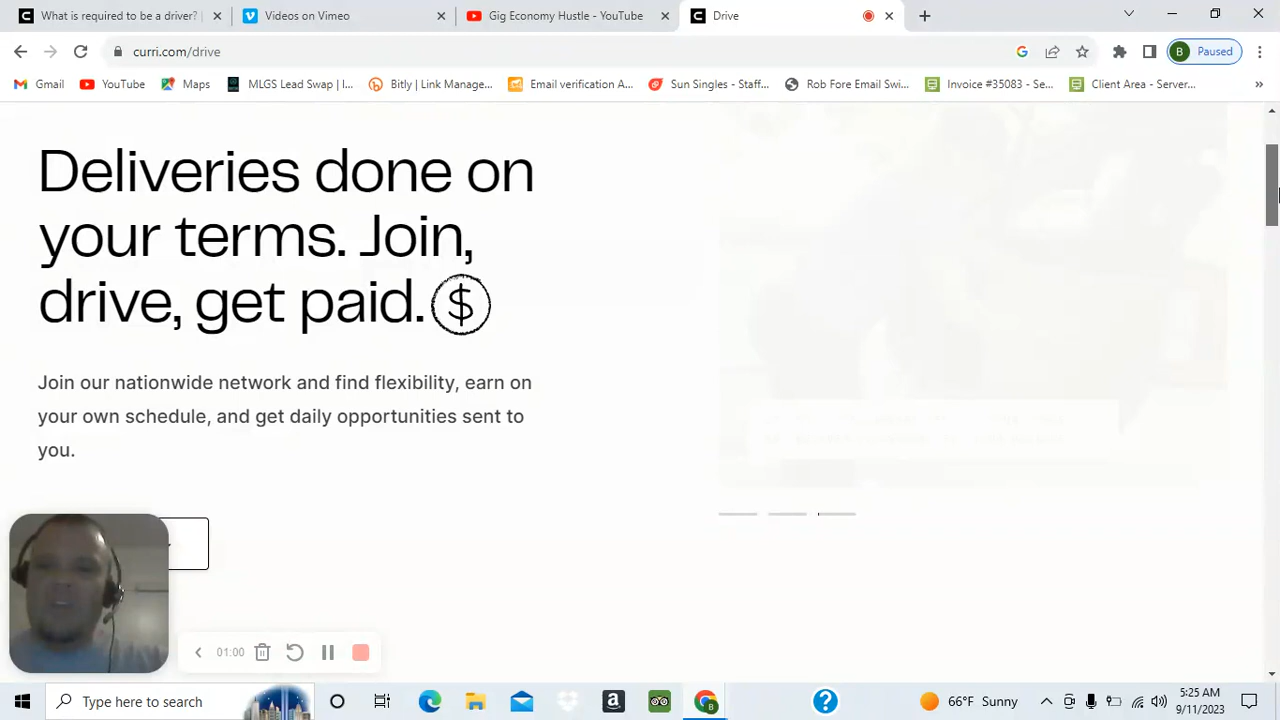 What is required to be a driver?
Videos on Vimeo
Gig Economy Hustle - YouTube
Drive
curri.com/drive
B
Paused
Gmail
YouTube
Maps
MLGS Lead Swap | l...
Bitly | Link Manage...
Email verification A...
Sun Singles - Staff...
Rob Fore Email Swi...
Invoice #35083 - Se...
Client Area - Server...
»
Deliveries done on
your terms. Join,
drive, get paid. $
Join our nationwide network and find flexibility, earn on
your own schedule, and get daily opportunities sent to
you.
01:00
Type here to search
66°F Sunny
5:25 AM
9/11/2023